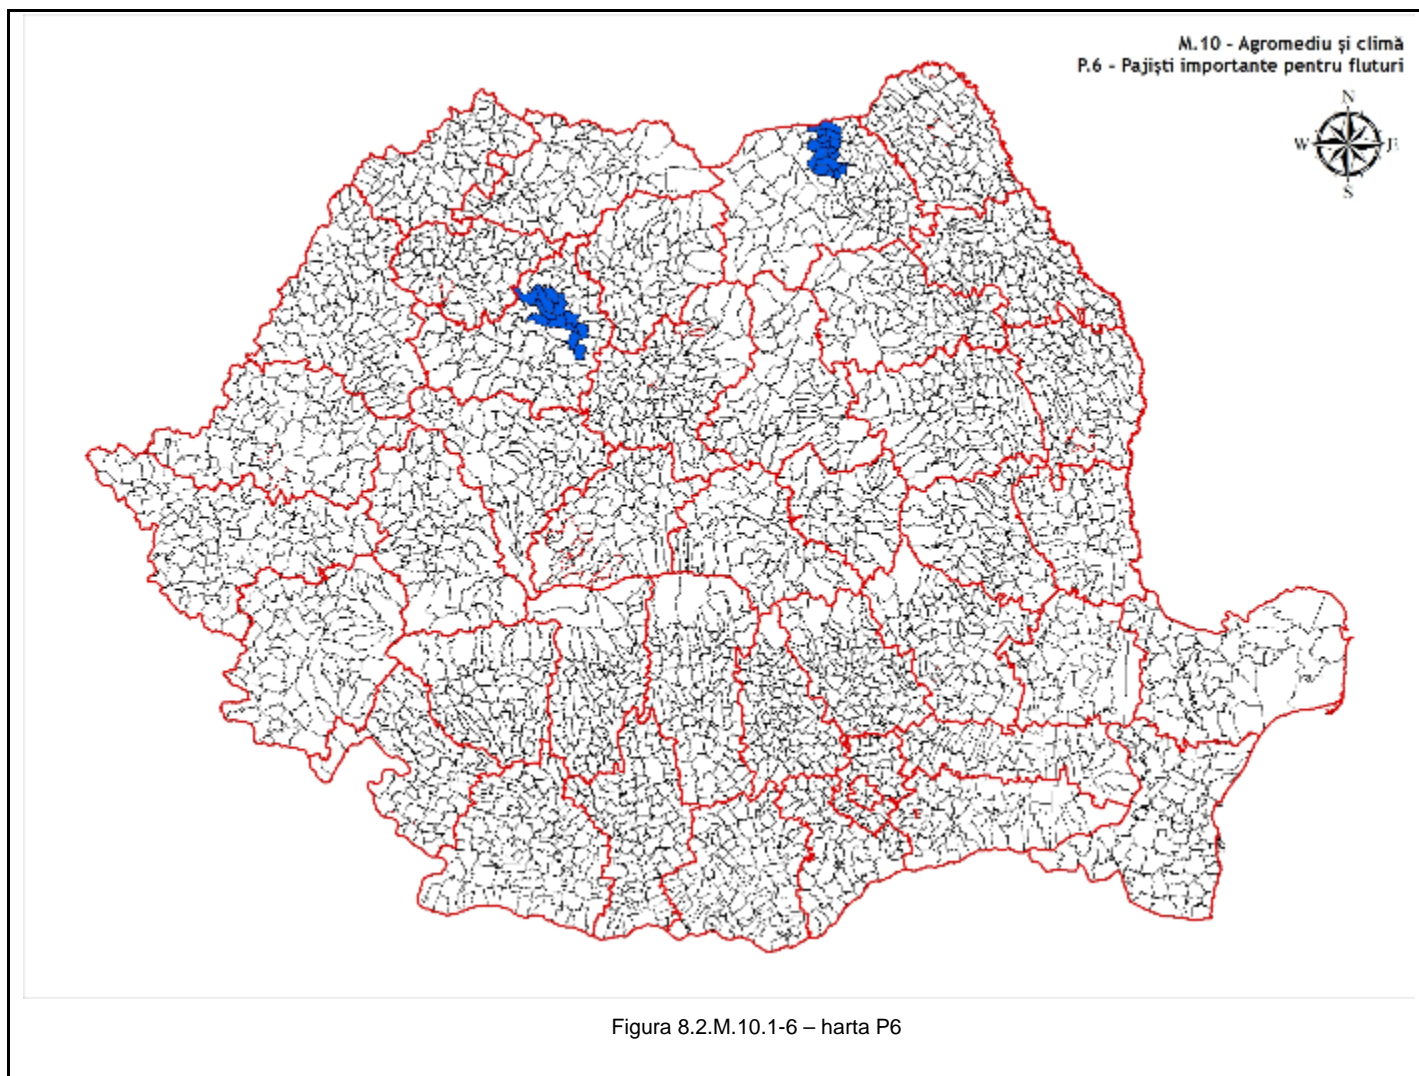 M.10 - Agromediu și climă
P.6 - Pajiști importante pentru fluturi
N
W
E
S
Figura 8.2.M.10.1-6 – harta P6